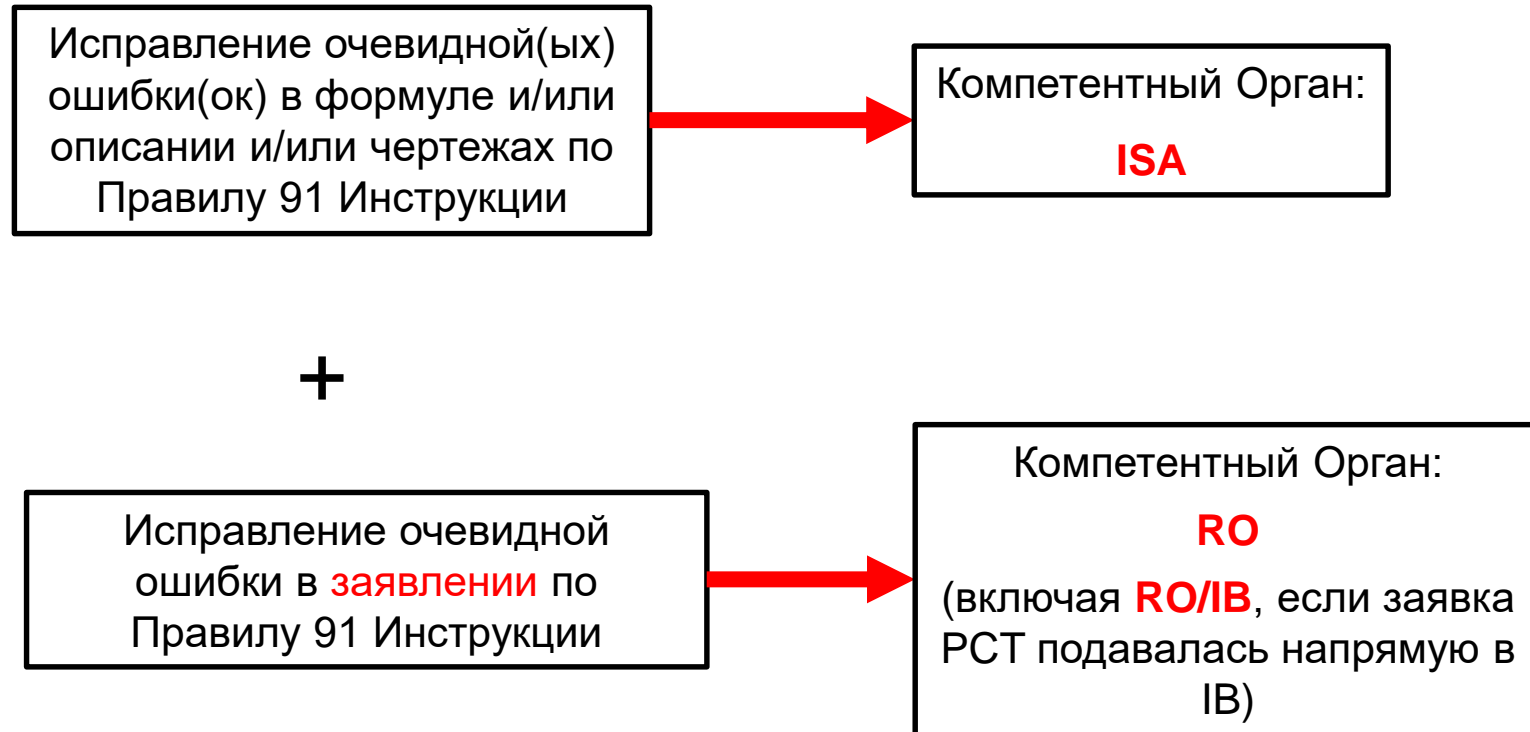 Исправление очевидной(ых)
ошибки(ок) в формуле и/или
описании и/или чертежах по
Правилу 91 Инструкции
Компетентный Орган:
ISA
+
Исправление очевидной
ошибки в заявлении по
Правилу 91 Инструкции
Компетентный Орган:
RO
(включая RO/IB, если заявка
PCT подавалась напрямую в
IB)